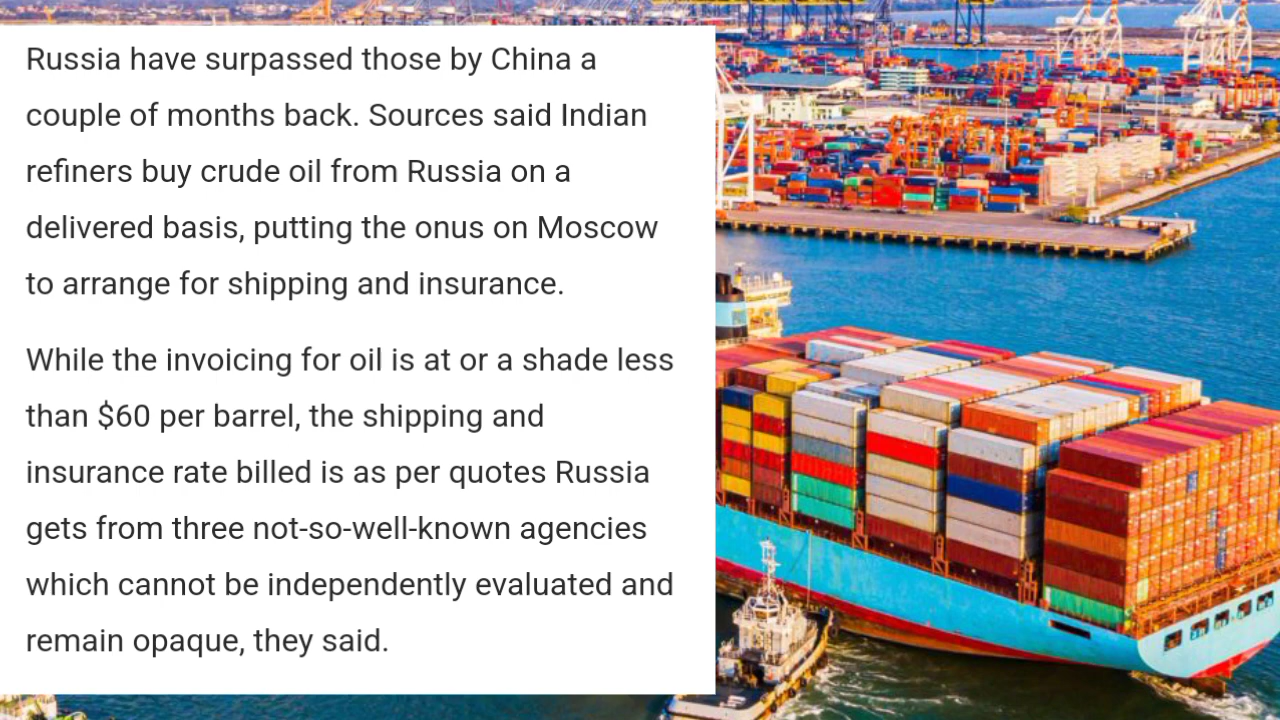 Russia have surpassed those by China a
couple of months back. Sources said Indian
refiners buy crude oil from Russia on a
delivered basis, putting the onus on Moscow
to arrange for shipping and insurance.
While the invoicing for oil is at or a shade less
than $60 per barrel, the shipping and
insurance rate billed is as per quotes Russia
gets from three not-so-well-known agencies
which cannot be independently evaluated and
remain opaque, they said.